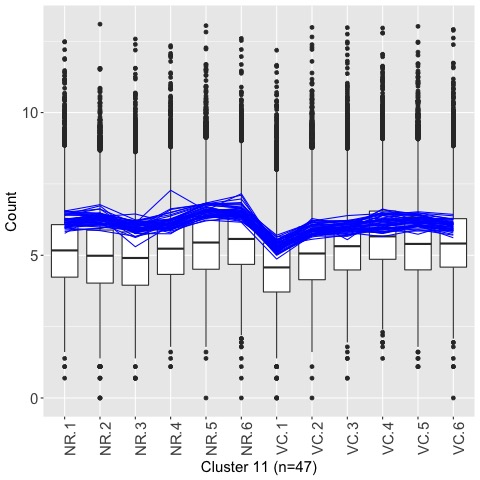 10
5
0
Count
NR.1
NR.2
NR.3
NR.4
NR.5
NR.6
VC.1
VC.2
VC.3
VC.4
VC.5
VC.6
Cluster 11 (n=47)